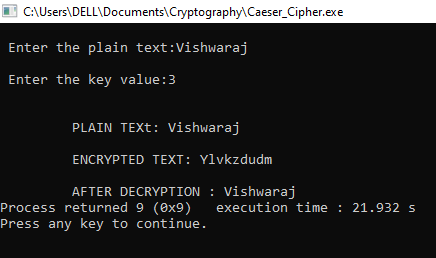 C:\Users\DELL\Documents\Cryptography\Caeser_Cipher.exe
Enter the plain text:Vishwaraj
Enter the key value:3
PLAIN TEXt: Vishwaraj
ENCRYPTED TEXT: Ylvkzdudm
AFTER DECRYPTION : Vishwaraj
Process returned 9 (0x9)   execution time : 21.932 s
Press any key to continue.